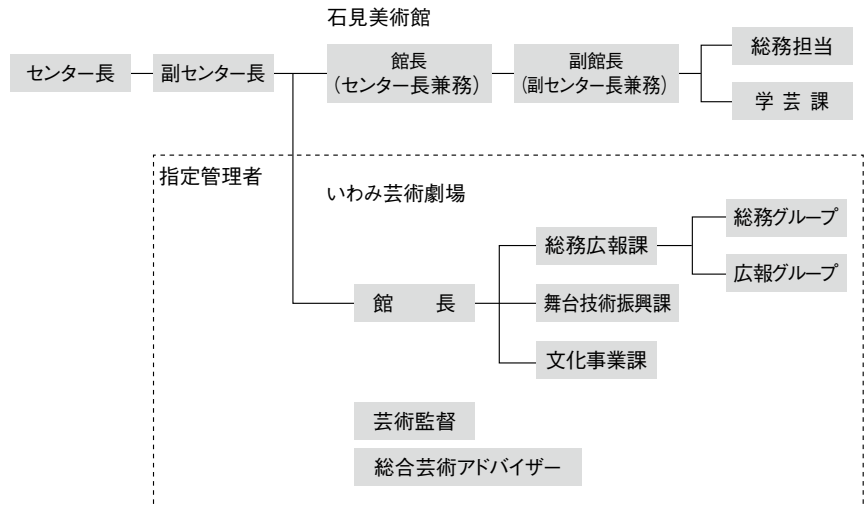 石見美術館
センター長
副センター長
館長
（センター長兼務）
副館長
（副センター長兼務）
総務担当
学芸課
指定管理者
いわみ芸術劇場
館長
総務広報課
総務グループ
広報グループ
舞台技術振興課
文化事業課
芸術監督
総合芸術アドバイザー